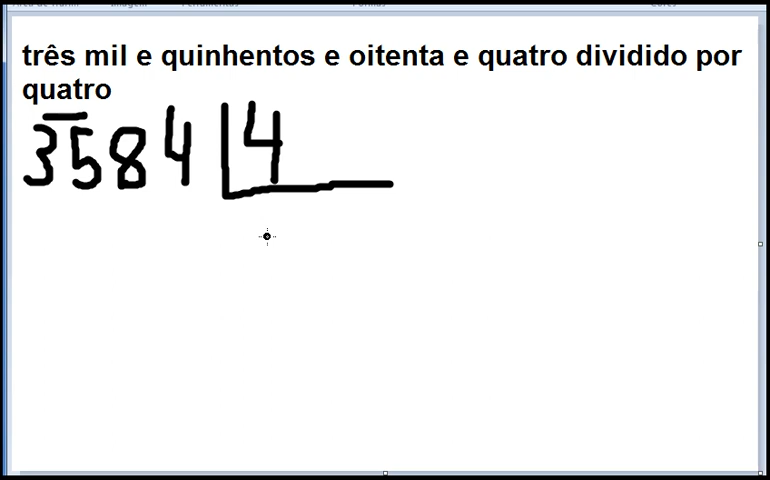 três mil e quinhentos e oitenta e quatro dividido por
quatro
3584 4